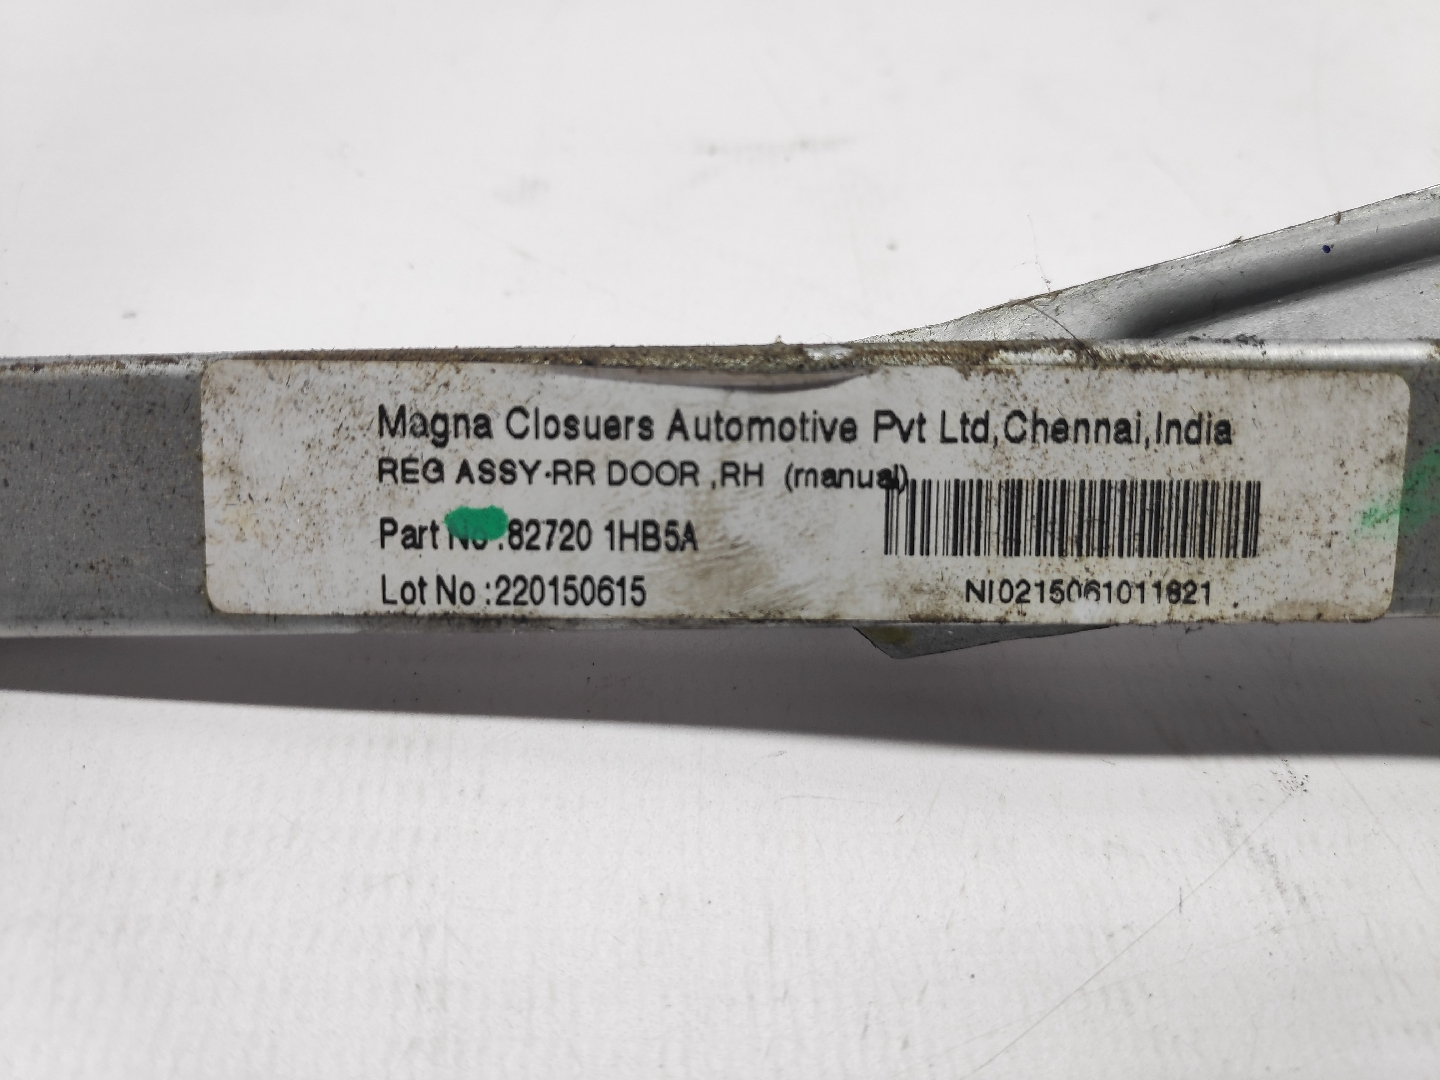 Magna Closuers Automotive Pvt Ltd,Chennai,India
REG ASSY-RR DOOR ,RH (manual)
Part No :82720 1HB5A
Lot No :220150615
NI0215061011821